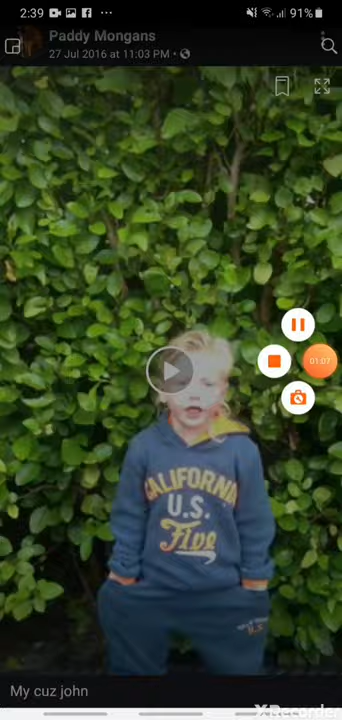 2:39
91%
Paddy Mongans
27 Jul 2016 at 11:03 PM •
01:07
CALIFORNIA
U.S.
Five
My cuz john
XRecorder